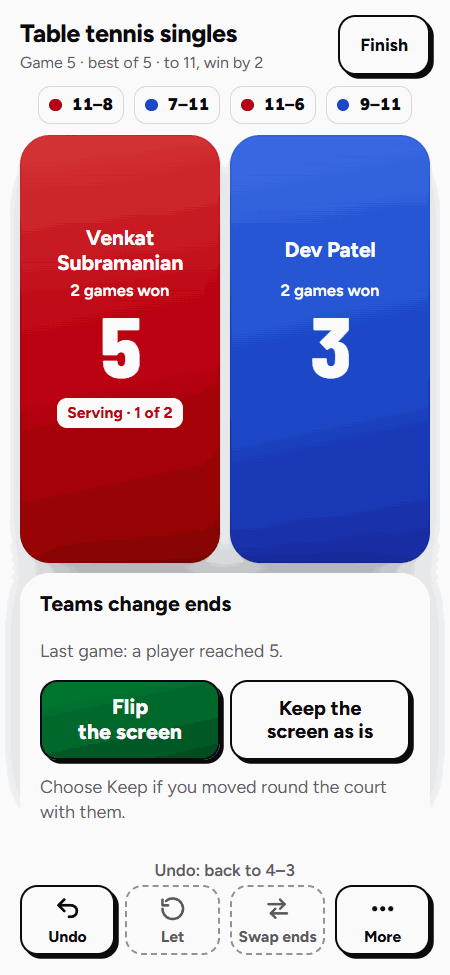 Table tennis singles
Game 5 · best of 5 · to 11, win by 2
Finish
11–8
7–11
11–6
9–11
Venkat
Subramanian
2 games won
5
Serving · 1 of 2
Dev Patel
2 games won
3
Teams change ends
Last game: a player reached 5.
Flip
the screen
Keep the
screen as is
Choose Keep if you moved round the court
with them.
Undo: back to 4–3
Undo
Let
Swap ends
More